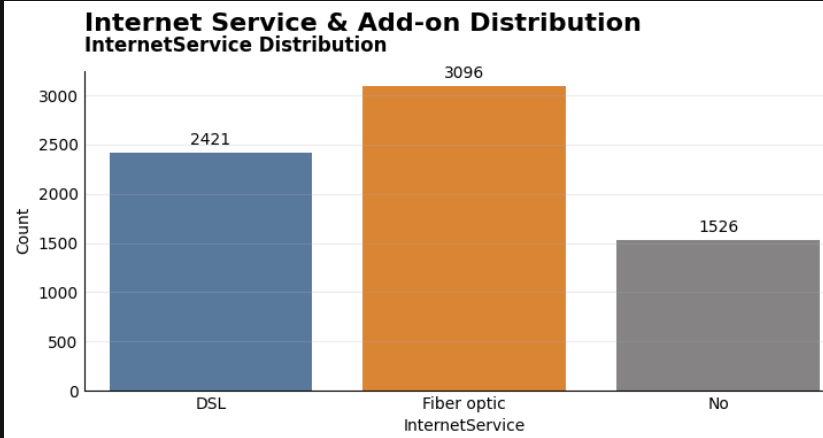 Internet Service & Add-on Distribution
InternetService Distribution
3096
3000
2421
2500
2000
1526
1500
1000
500
0
Count
DSL
Fiber optic
No
InternetService